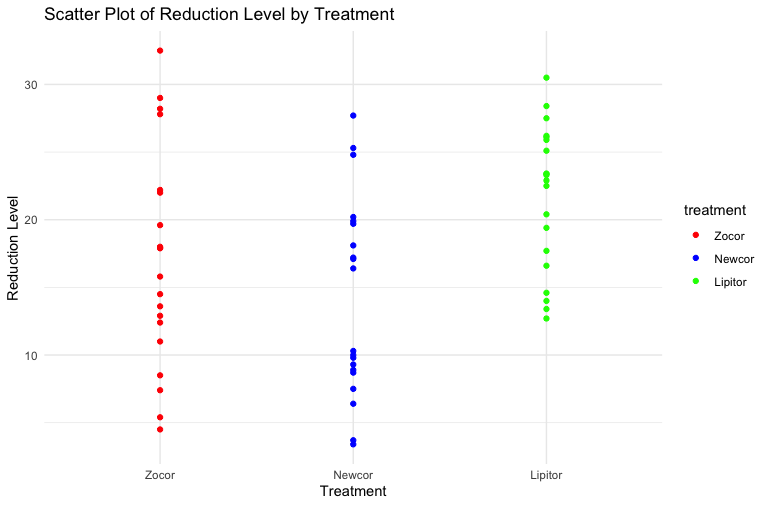 Scatter Plot of Reduction Level by Treatment
30
20
10
Reduction Level
Zocor
Newcor
Lipitor
Treatment
treatment
Zocor
Newcor
Lipitor